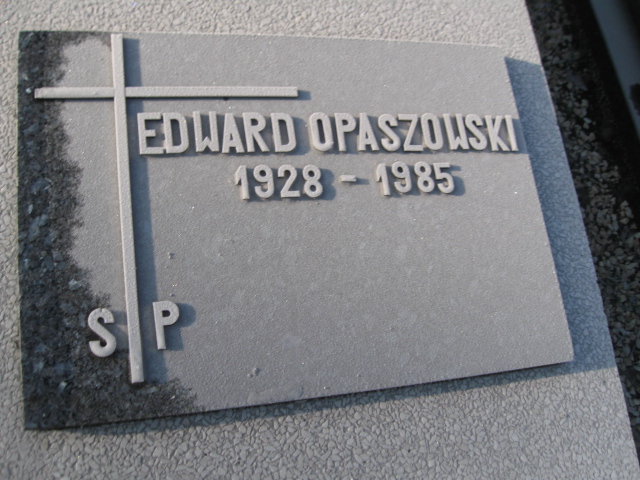 EDWARD OPASZOWSKI
1928 - 1985
S P